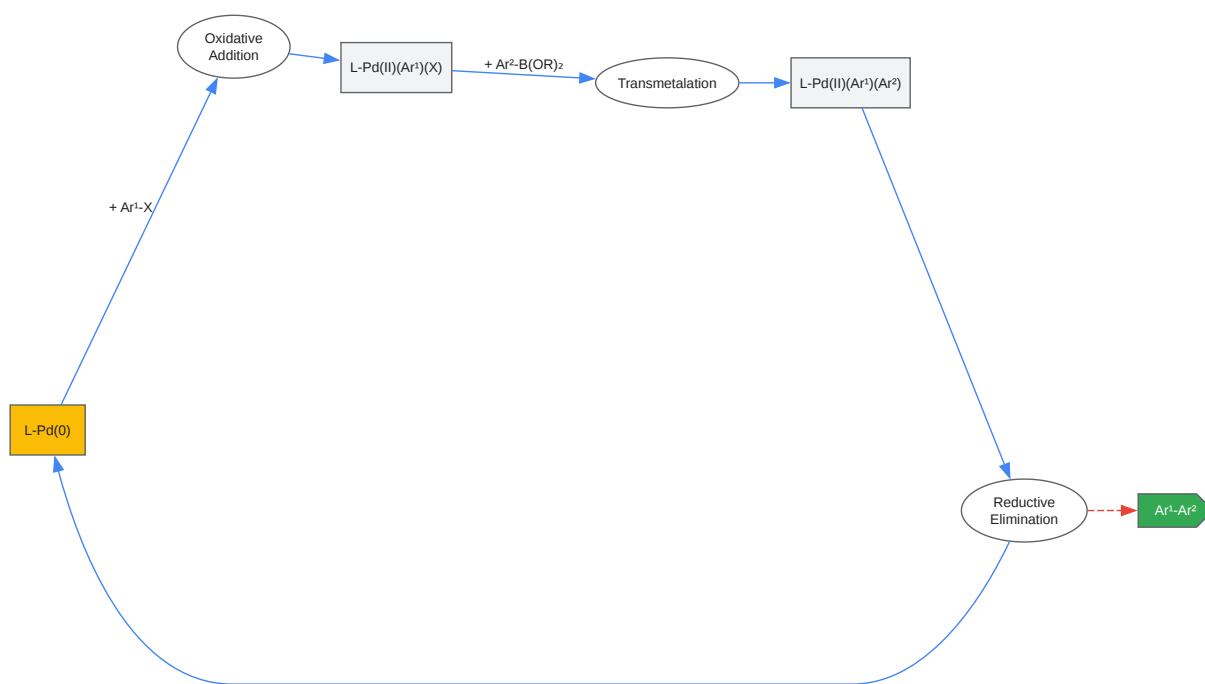 Oxidative
Addition
L-Pd(II)(Ar¹)(X)
+ Ar²-B(OR)₂
Transmetalation
L-Pd(II)(Ar¹)(Ar²)
+ Ar¹-X
L-Pd(0)
Reductive
Elimination
Ar¹-Ar²